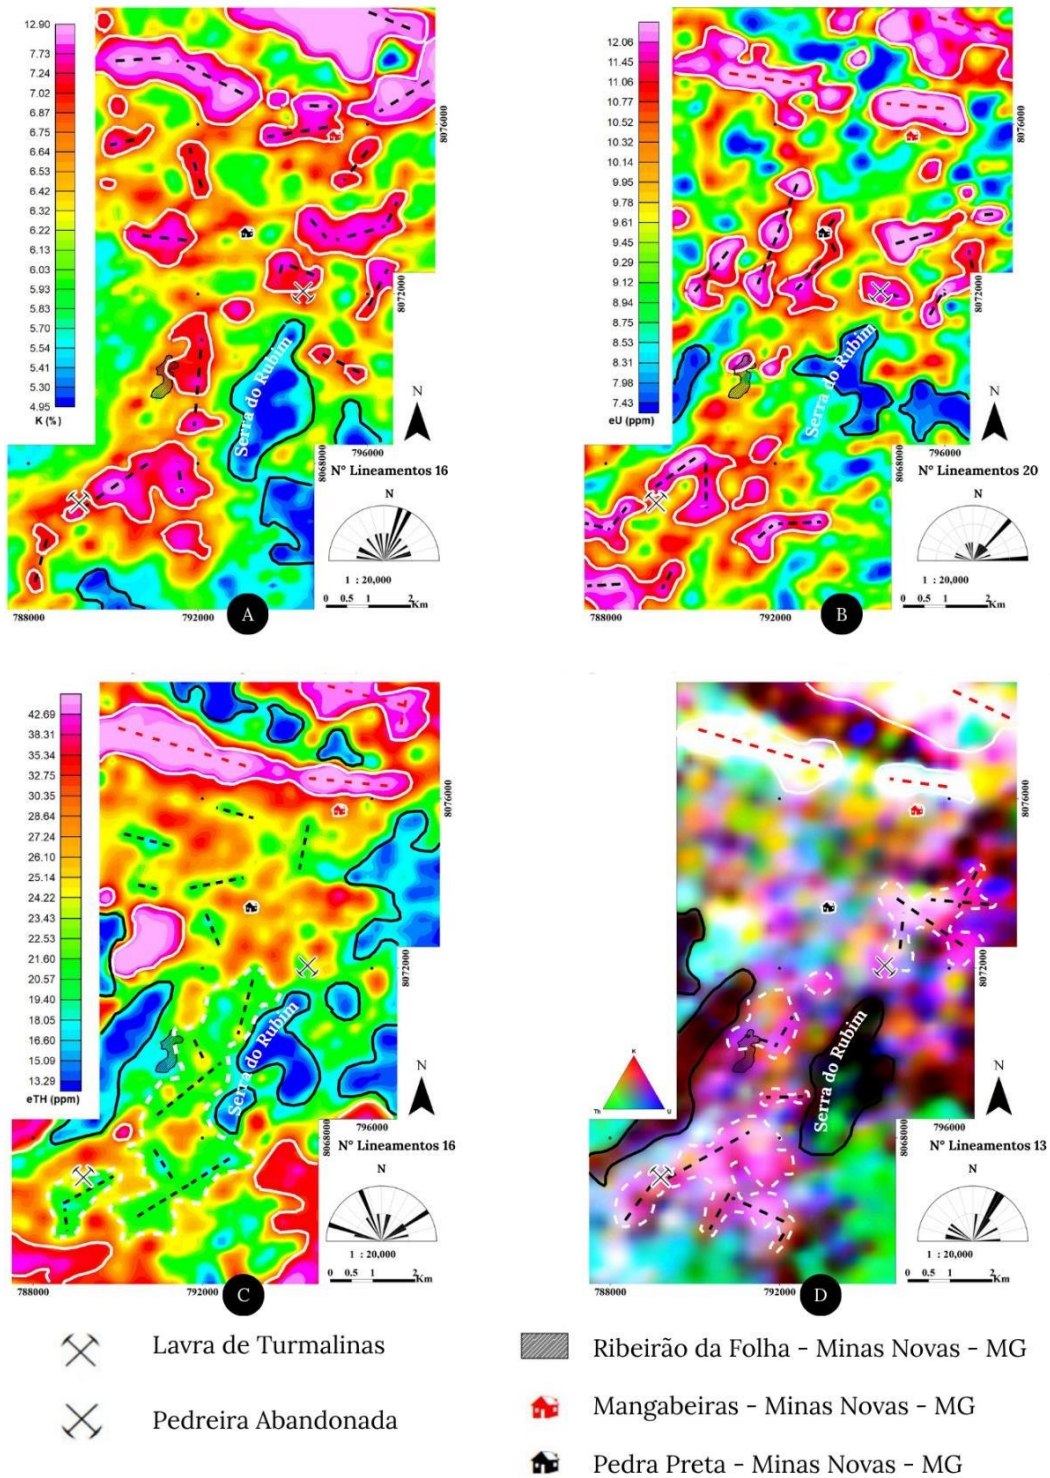 12.90
7.73
7.24
7.02
6.87
6.75
6.64
6.53
6.42
6.32
6.22
6.13
6.03
5.93
5.83
5.70
5.54
5.41
5.30
4.95
K (%)
8076000
8072000
Serra do Rubim
N
796000
8068000
Nº Lineamentos 16
N
1 : 20,000
0 0.5 1 2
Km
788000
792000
A
12.06
11.45
11.06
10.77
10.52
10.32
10.14
9.95
9.78
9.61
9.45
9.29
9.12
8.94
8.75
8.53
8.31
7.98
7.43
eU (ppm)
8076000
8072000
Serra do Rubim
N
796000
8068000
Nº Lineamentos 20
N
1 : 20,000
0 0.5 1 2
Km
788000
792000
B
42.69
38.31
35.34
32.75
30.35
28.64
27.24
26.10
25.14
24.22
23.43
22.53
21.60
20.57
19.40
18.05
16.60
15.09
13.29
eTH (ppm)
8076000
8072000
Serra do Rubim
N
796000
8068000
Nº Lineamentos 16
N
1 : 20,000
0 0.5 1 2
Km
788000
792000
C
8076000
8072000
Serra do Rubim
K
Th
U
N
796000
8068000
Nº Lineamentos 13
N
1 : 20,000
0 0.5 1 2
Km
788000
792000
D
Lavra de Turmalinas
Pedreira Abandonada
Ribeirão da Folha - Minas Novas - MG
Mangabeiras - Minas Novas - MG
Pedra Preta - Minas Novas - MG